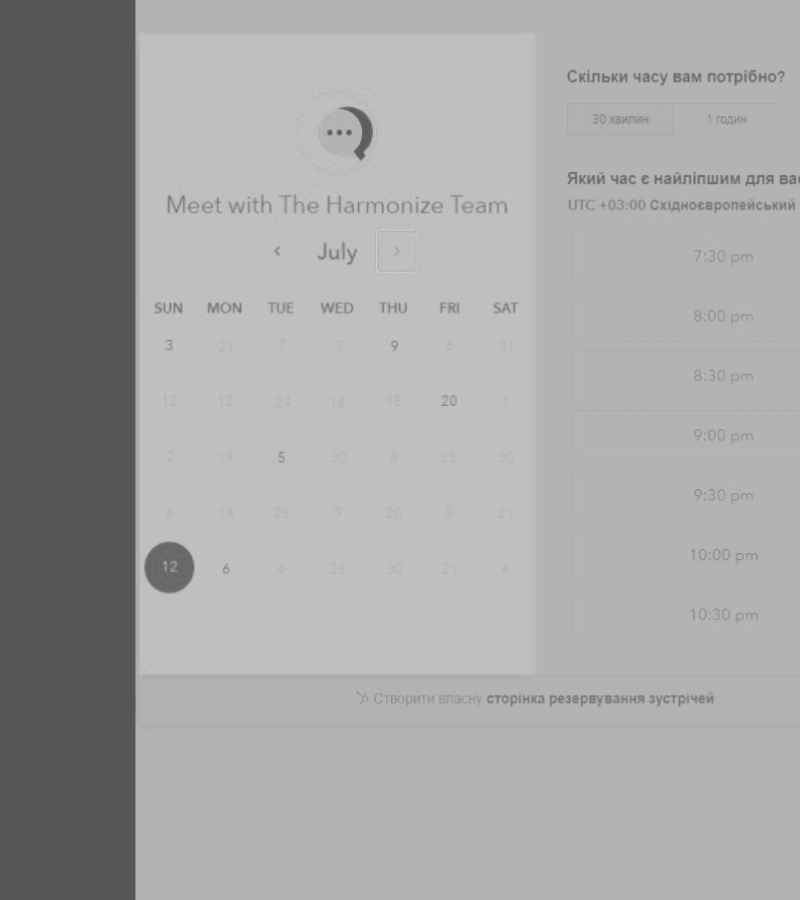 Meet with The Harmonize Team
July
SUN MON TUE WED THU FRI SAT
3 21 7 3 9 6 31
12 12 24 18 15 20 1
2 19 5 30 8 25 30
6 14 25 9 20 5 21
12 6 6 26 30 21 4
Скільки часу вам потрібно?
30 хвилин 1 годин
Який час є найліпшим для вас
UTC +03:00 Східноєвропейський
7:30 pm
8:00 pm
8:30 pm
9:00 pm
9:30 pm
10:00 pm
10:30 pm
Створити власну сторінка резервування зустрічей